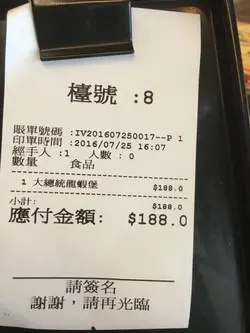 檯號 :8
賬單號碼 :IV201607250017--P 1
印單時間 :2016/07/25 16:07
經手人 :1 人數 : 0
數量 食品
1 大總統龍蝦堡 $188.0
小計: $188.0
應付金額: $188.0
請簽名
謝謝，請再光臨